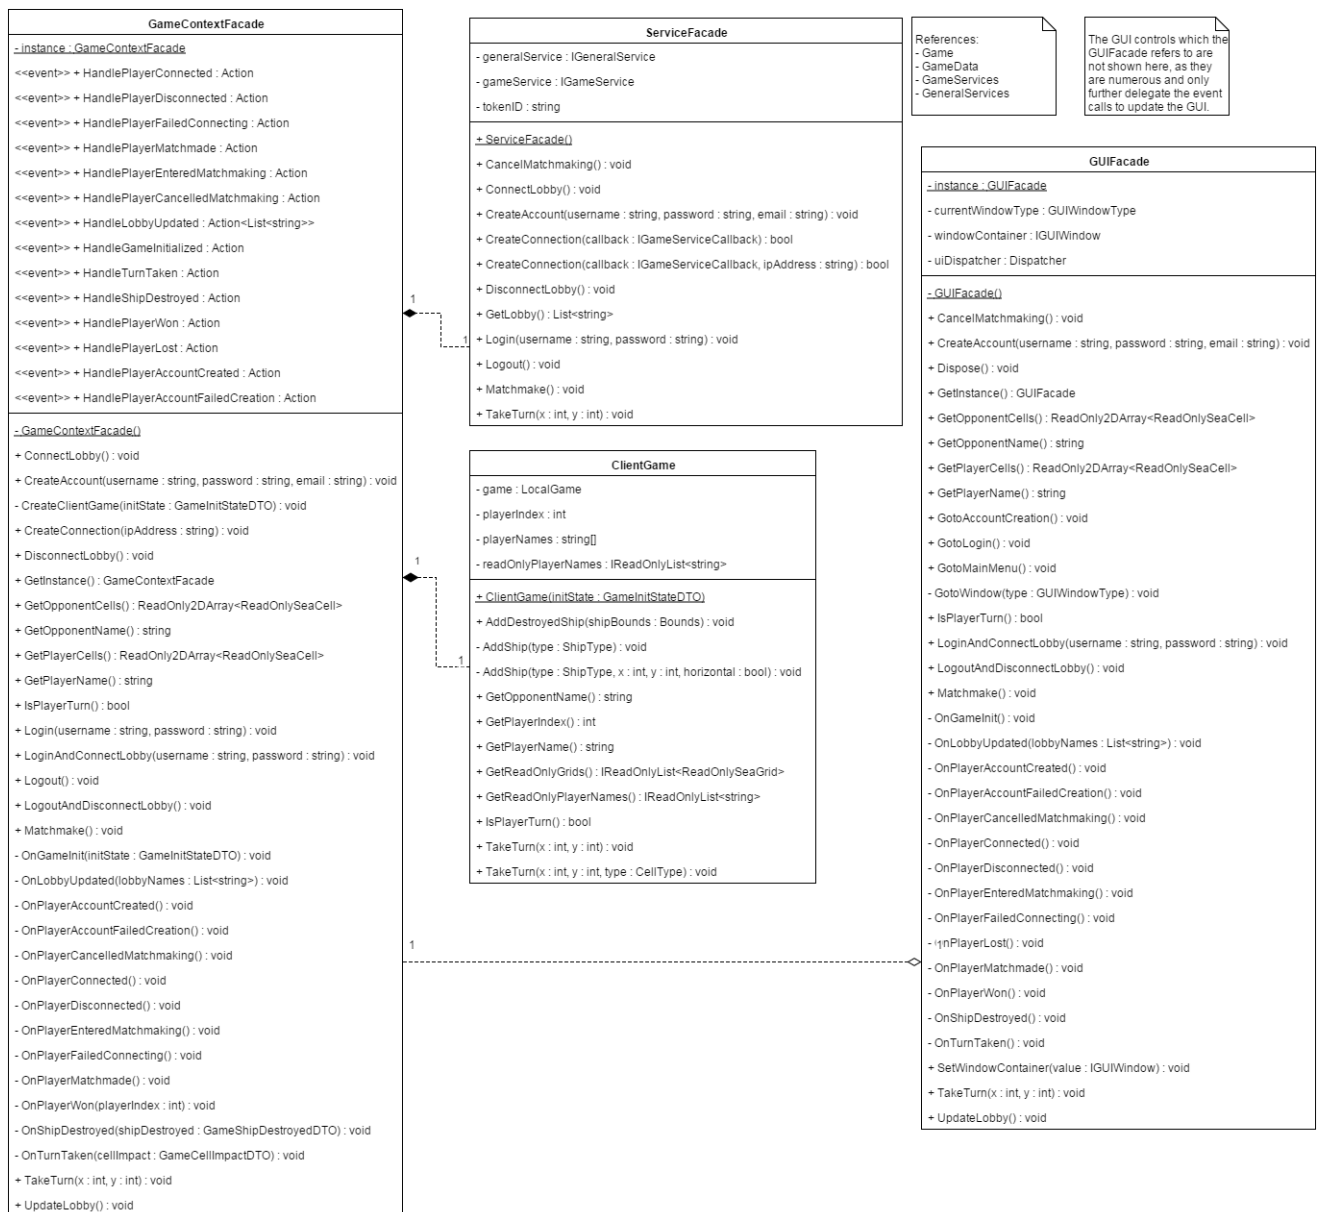 GameContextFacade
- instance : GameContextFacade
<<event>> + HandlePlayerConnected : Action
<<event>> + HandlePlayerDisconnected : Action
<<event>> + HandlePlayerFailedConnecting : Action
<<event>> + HandlePlayerMatchmade : Action
<<event>> + HandlePlayerEnteredMatchmaking : Action
<<event>> + HandlePlayerCancelledMatchmaking : Action
<<event>> + HandleLobbyUpdated : Action<List<string>>
<<event>> + HandleGameInitialized : Action
<<event>> + HandleTurnTaken : Action
<<event>> + HandleShipDestroyed : Action
<<event>> + HandlePlayerWon : Action
<<event>> + HandlePlayerLost : Action
<<event>> + HandlePlayerAccountCreated : Action
<<event>> + HandlePlayerAccountFailedCreation : Action
- GameContextFacade()
+ ConnectLobby() : void
+ CreateAccount(username : string, password : string, email : string) : void
- CreateClientGame(initState : GameInitStateDTO) : void
+ CreateConnection(ipAddress : string) : void
+ DisconnectLobby() : void
+ GetInstance() : GameContextFacade
+ GetOpponentCells() : ReadOnly2DArray<ReadOnlySeaCell>
+ GetOpponentName() : string
+ GetPlayerCells() : ReadOnly2DArray<ReadOnlySeaCell>
+ GetPlayerName() : string
+ IsPlayerTurn() : bool
+ Login(username : string, password : string) : void
+ LoginAndConnectLobby(username : string, password : string) : void
+ Logout() : void
+ LogoutAndDisconnectLobby() : void
+ Matchmake() : void
- OnGameInit(initState : GameInitStateDTO) : void
- OnLobbyUpdated(lobbyNames : List<string>) : void
- OnPlayerAccountCreated() : void
- OnPlayerAccountFailedCreation() : void
- OnPlayerCancelledMatchmaking() : void
- OnPlayerConnected() : void
- OnPlayerDisconnected() : void
- OnPlayerEnteredMatchmaking() : void
- OnPlayerFailedConnecting() : void
- OnPlayerMatchmade() : void
- OnPlayerWon(playerIndex : int) : void
- OnShipDestroyed(shipDestroyed : GameShipDestroyedDTO) : void
- OnTurnTaken(cellImpact : GameCellImpactDTO) : void
+ TakeTurn(x : int, y : int) : void
+ UpdateLobby() : void
1
1
1
1
1
ServiceFacade
- generalService : IGeneralService
- gameService : IGameService
- tokenID : string
+ ServiceFacade()
+ CancelMatchmaking() : void
+ ConnectLobby() : void
+ CreateAccount(username : string, password : string, email : string) : void
+ CreateConnection(callback : IGameServiceCallback) : bool
+ CreateConnection(callback : IGameServiceCallback, ipAddress : string) : bool
+ DisconnectLobby() : void
+ GetLobby() : List<string>
+ Login(username : string, password : string) : void
+ Logout() : void
+ Matchmake() : void
+ TakeTurn(x : int, y : int) : void
ClientGame
- game : LocalGame
- playerIndex : int
- playerNames : string[]
- readOnlyPlayerNames : IReadOnlyList<string>
+ ClientGame(initState : GameInitStateDTO)
+ AddDestroyedShip(shipBounds : Bounds) : void
- AddShip(type : ShipType) : void
- AddShip(type : ShipType, x : int, y : int, horizontal : bool) : void
+ GetOpponentName() : string
+ GetPlayerIndex() : int
+ GetPlayerName() : string
+ GetReadOnlyGrids() : IReadOnlyList<ReadOnlySeaGrid>
+ GetReadOnlyPlayerNames() : IReadOnlyList<string>
+ IsPlayerTurn() : bool
+ TakeTurn(x : int, y : int) : void
+ TakeTurn(x : int, y : int, type : CellType) : void
References:
- Game
- GameData
- GameServices
- GeneralServices
The GUI controls which the
GUIFacade refers to are
not shown here, as they
are numerous and only
further delegate the event
calls to update the GUI.
GUIFacade
- instance : GUIFacade
- currentWindowType : GUIWindowType
- windowContainer : IGUIWindow
- uiDispatcher : Dispatcher
- GUIFacade()
+ CancelMatchmaking() : void
+ CreateAccount(username : string, password : string, email : string) : void
+ Dispose() : void
+ GetInstance() : GUIFacade
+ GetOpponentCells() : ReadOnly2DArray<ReadOnlySeaCell>
+ GetOpponentName() : string
+ GetPlayerCells() : ReadOnly2DArray<ReadOnlySeaCell>
+ GetPlayerName() : string
+ GotoAccountCreation() : void
+ GotoLogin() : void
+ GotoMainMenu() : void
- GotoWindow(type : GUIWindowType) : void
+ IsPlayerTurn() : bool
+ LoginAndConnectLobby(username : string, password : string) : void
+ LogoutAndDisconnectLobby() : void
+ Matchmake() : void
- OnGameInit() : void
- OnLobbyUpdated(lobbyNames : List<string>) : void
- OnPlayerAccountCreated() : void
- OnPlayerAccountFailedCreation() : void
- OnPlayerCancelledMatchmaking() : void
- OnPlayerConnected() : void
- OnPlayerDisconnected() : void
- OnPlayerEnteredMatchmaking() : void
- OnPlayerFailedConnecting() : void
- OnPlayerLost() : void
- OnPlayerMatchmade() : void
- OnPlayerWon() : void
- OnShipDestroyed() : void
- OnTurnTaken() : void
+ SetWindowContainer(value : IGUIWindow) : void
+ TakeTurn(x : int, y : int) : void
+ UpdateLobby() : void
1